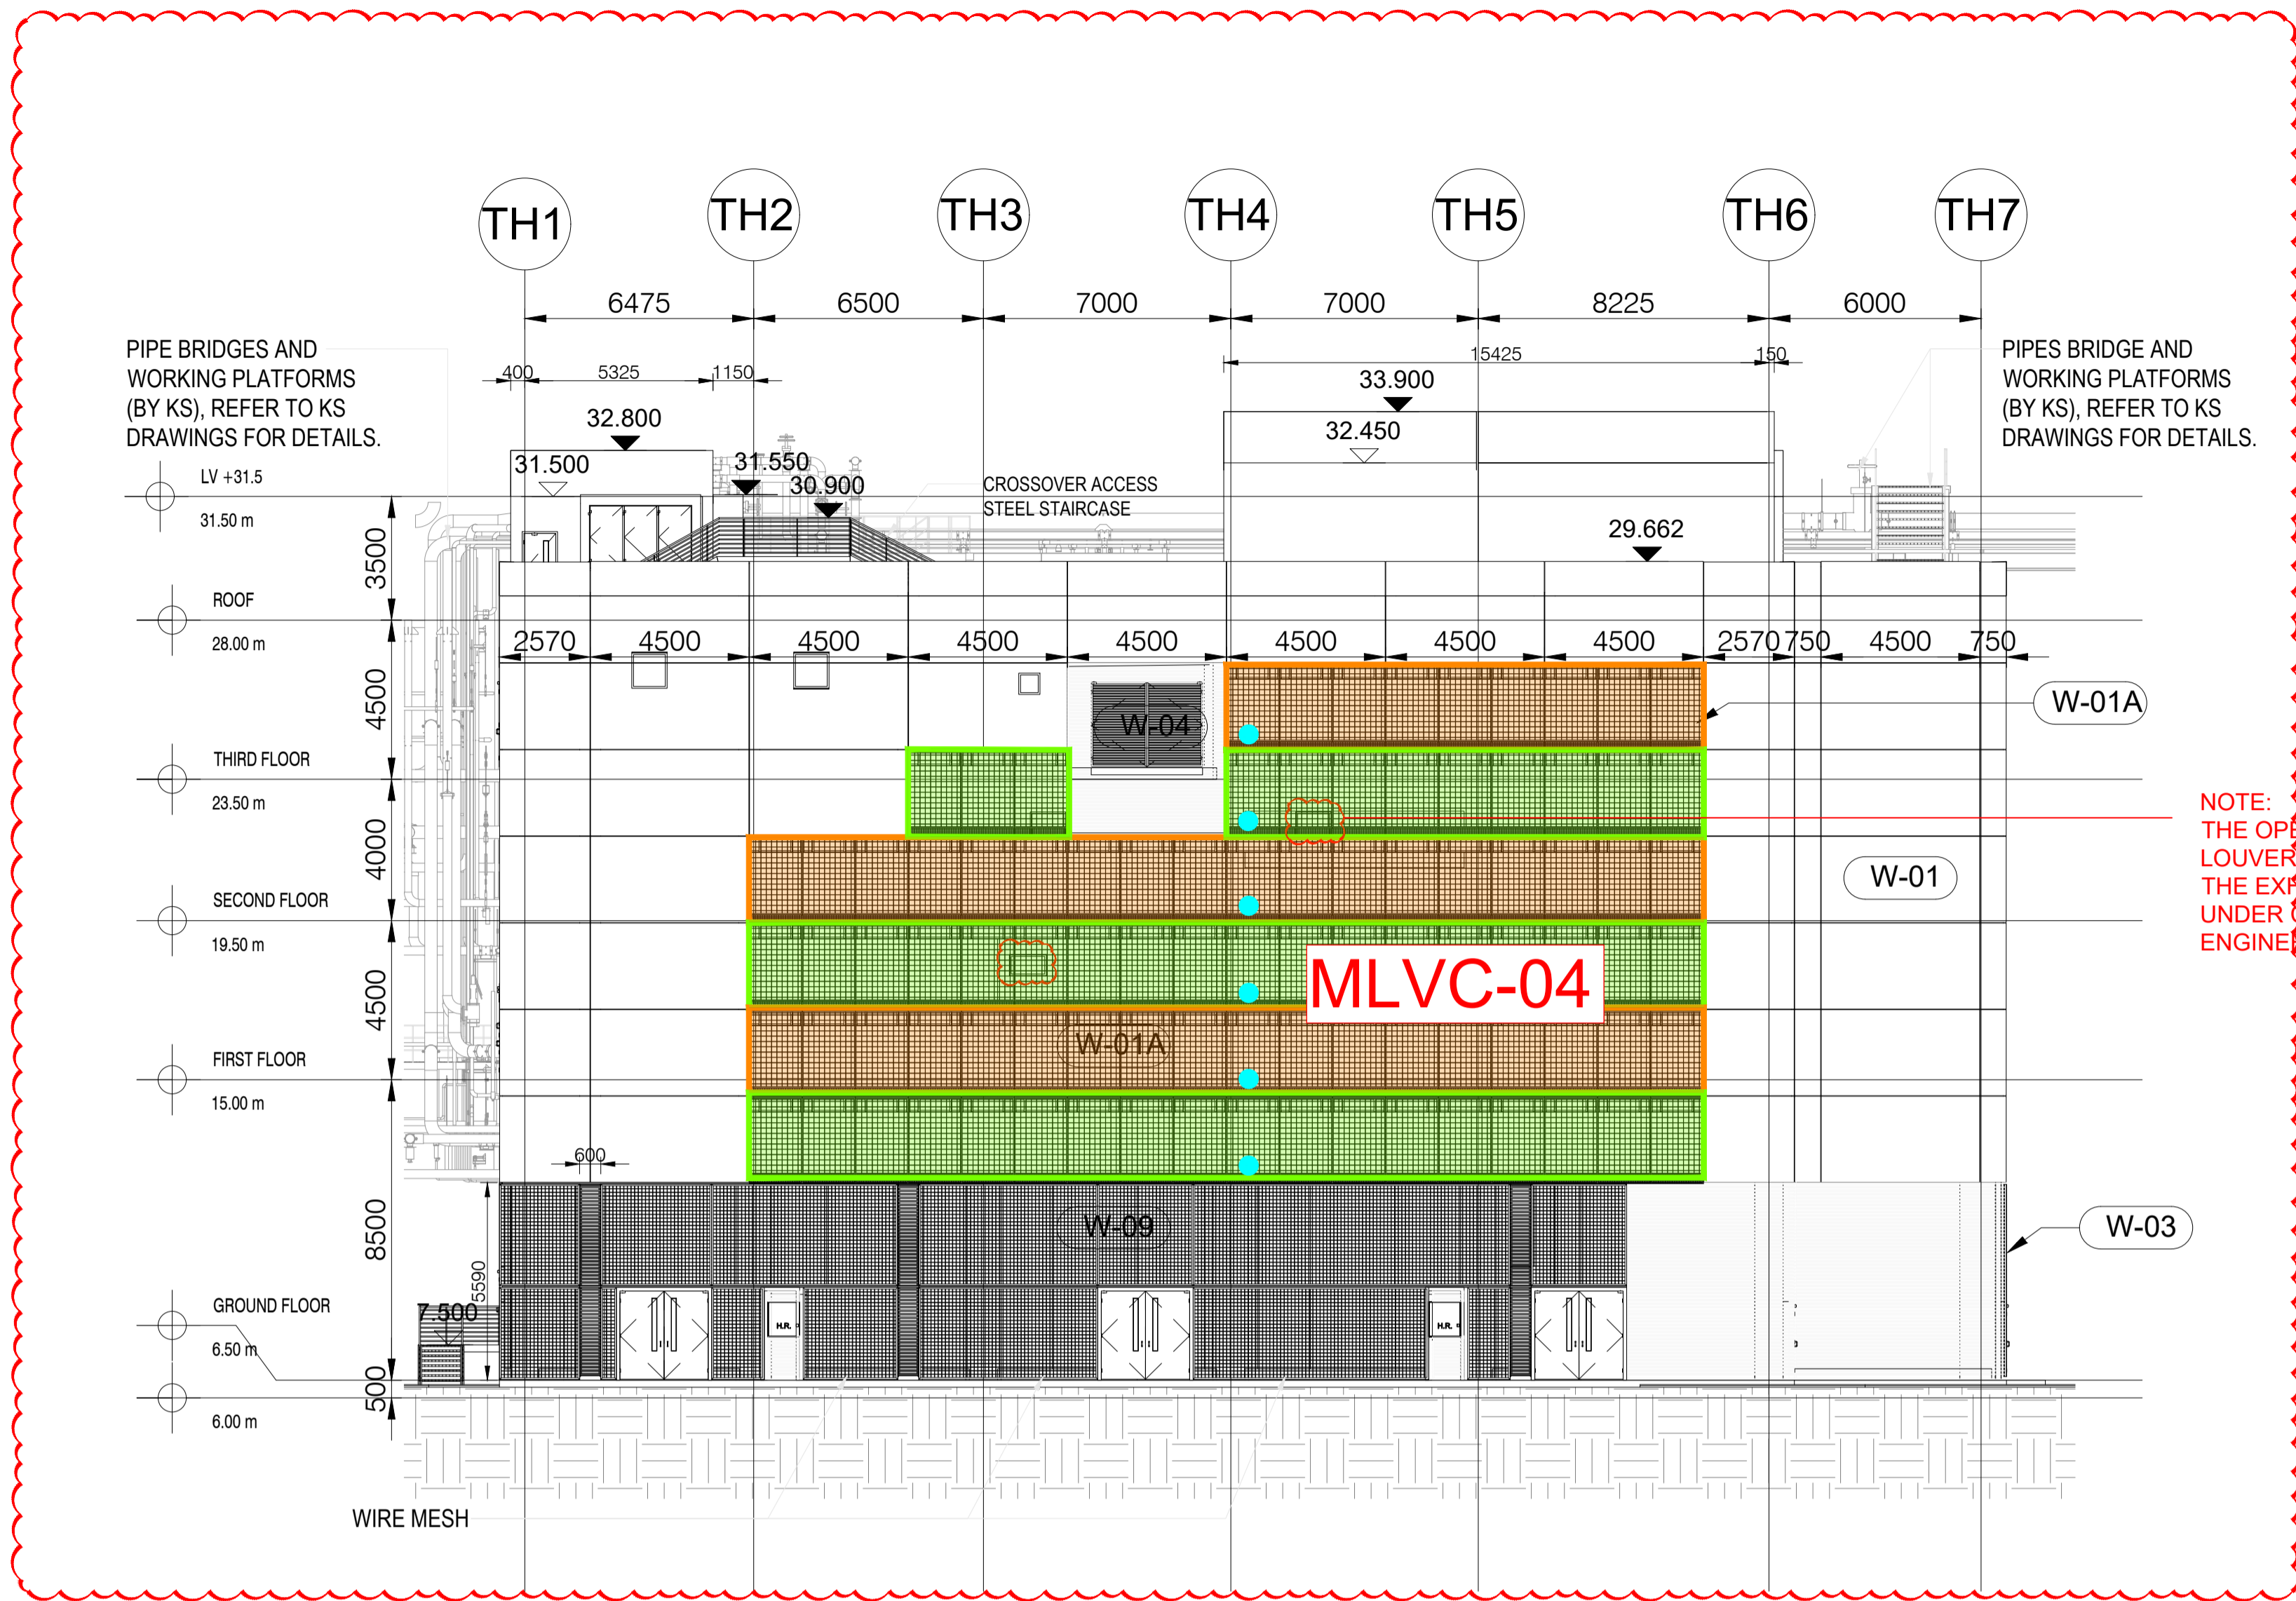 TH1 TH2 TH3 TH4 TH5 TH6 TH7
6475 6500 7000 7000 8225 6000
PIPE BRIDGES AND
WORKING PLATFORMS
(BY KS), REFER TO KS
DRAWINGS FOR DETAILS.
400 5325 1150
15425 150
PIPES BRIDGE AND
WORKING PLATFORMS
(BY KS), REFER TO KS
DRAWINGS FOR DETAILS.
33.900
32.800
32.450
31.500
31.550
30.900
CROSSOVER ACCESS
STEEL STAIRCASE
29.662
LV +31.5
31.50 m
3500
ROOF
28.00 m
2570 4500 4500 4500 4500 4500 4500 4500 2570 750 4500 750
4500
W-04
W-01A
THIRD FLOOR
23.50 m
NOTE:
THE OPE
LOUVER
THE EX
UNDER
ENGINE
4000
W-01
SECOND FLOOR
19.50 m
4500
MLVC-04
W-01A
FIRST FLOOR
15.00 m
600
8500
W-09
W-03
5590
GROUND FLOOR
6.50 m
7.500
H.R.
H.R.
500
6.00 m
WIRE MESH